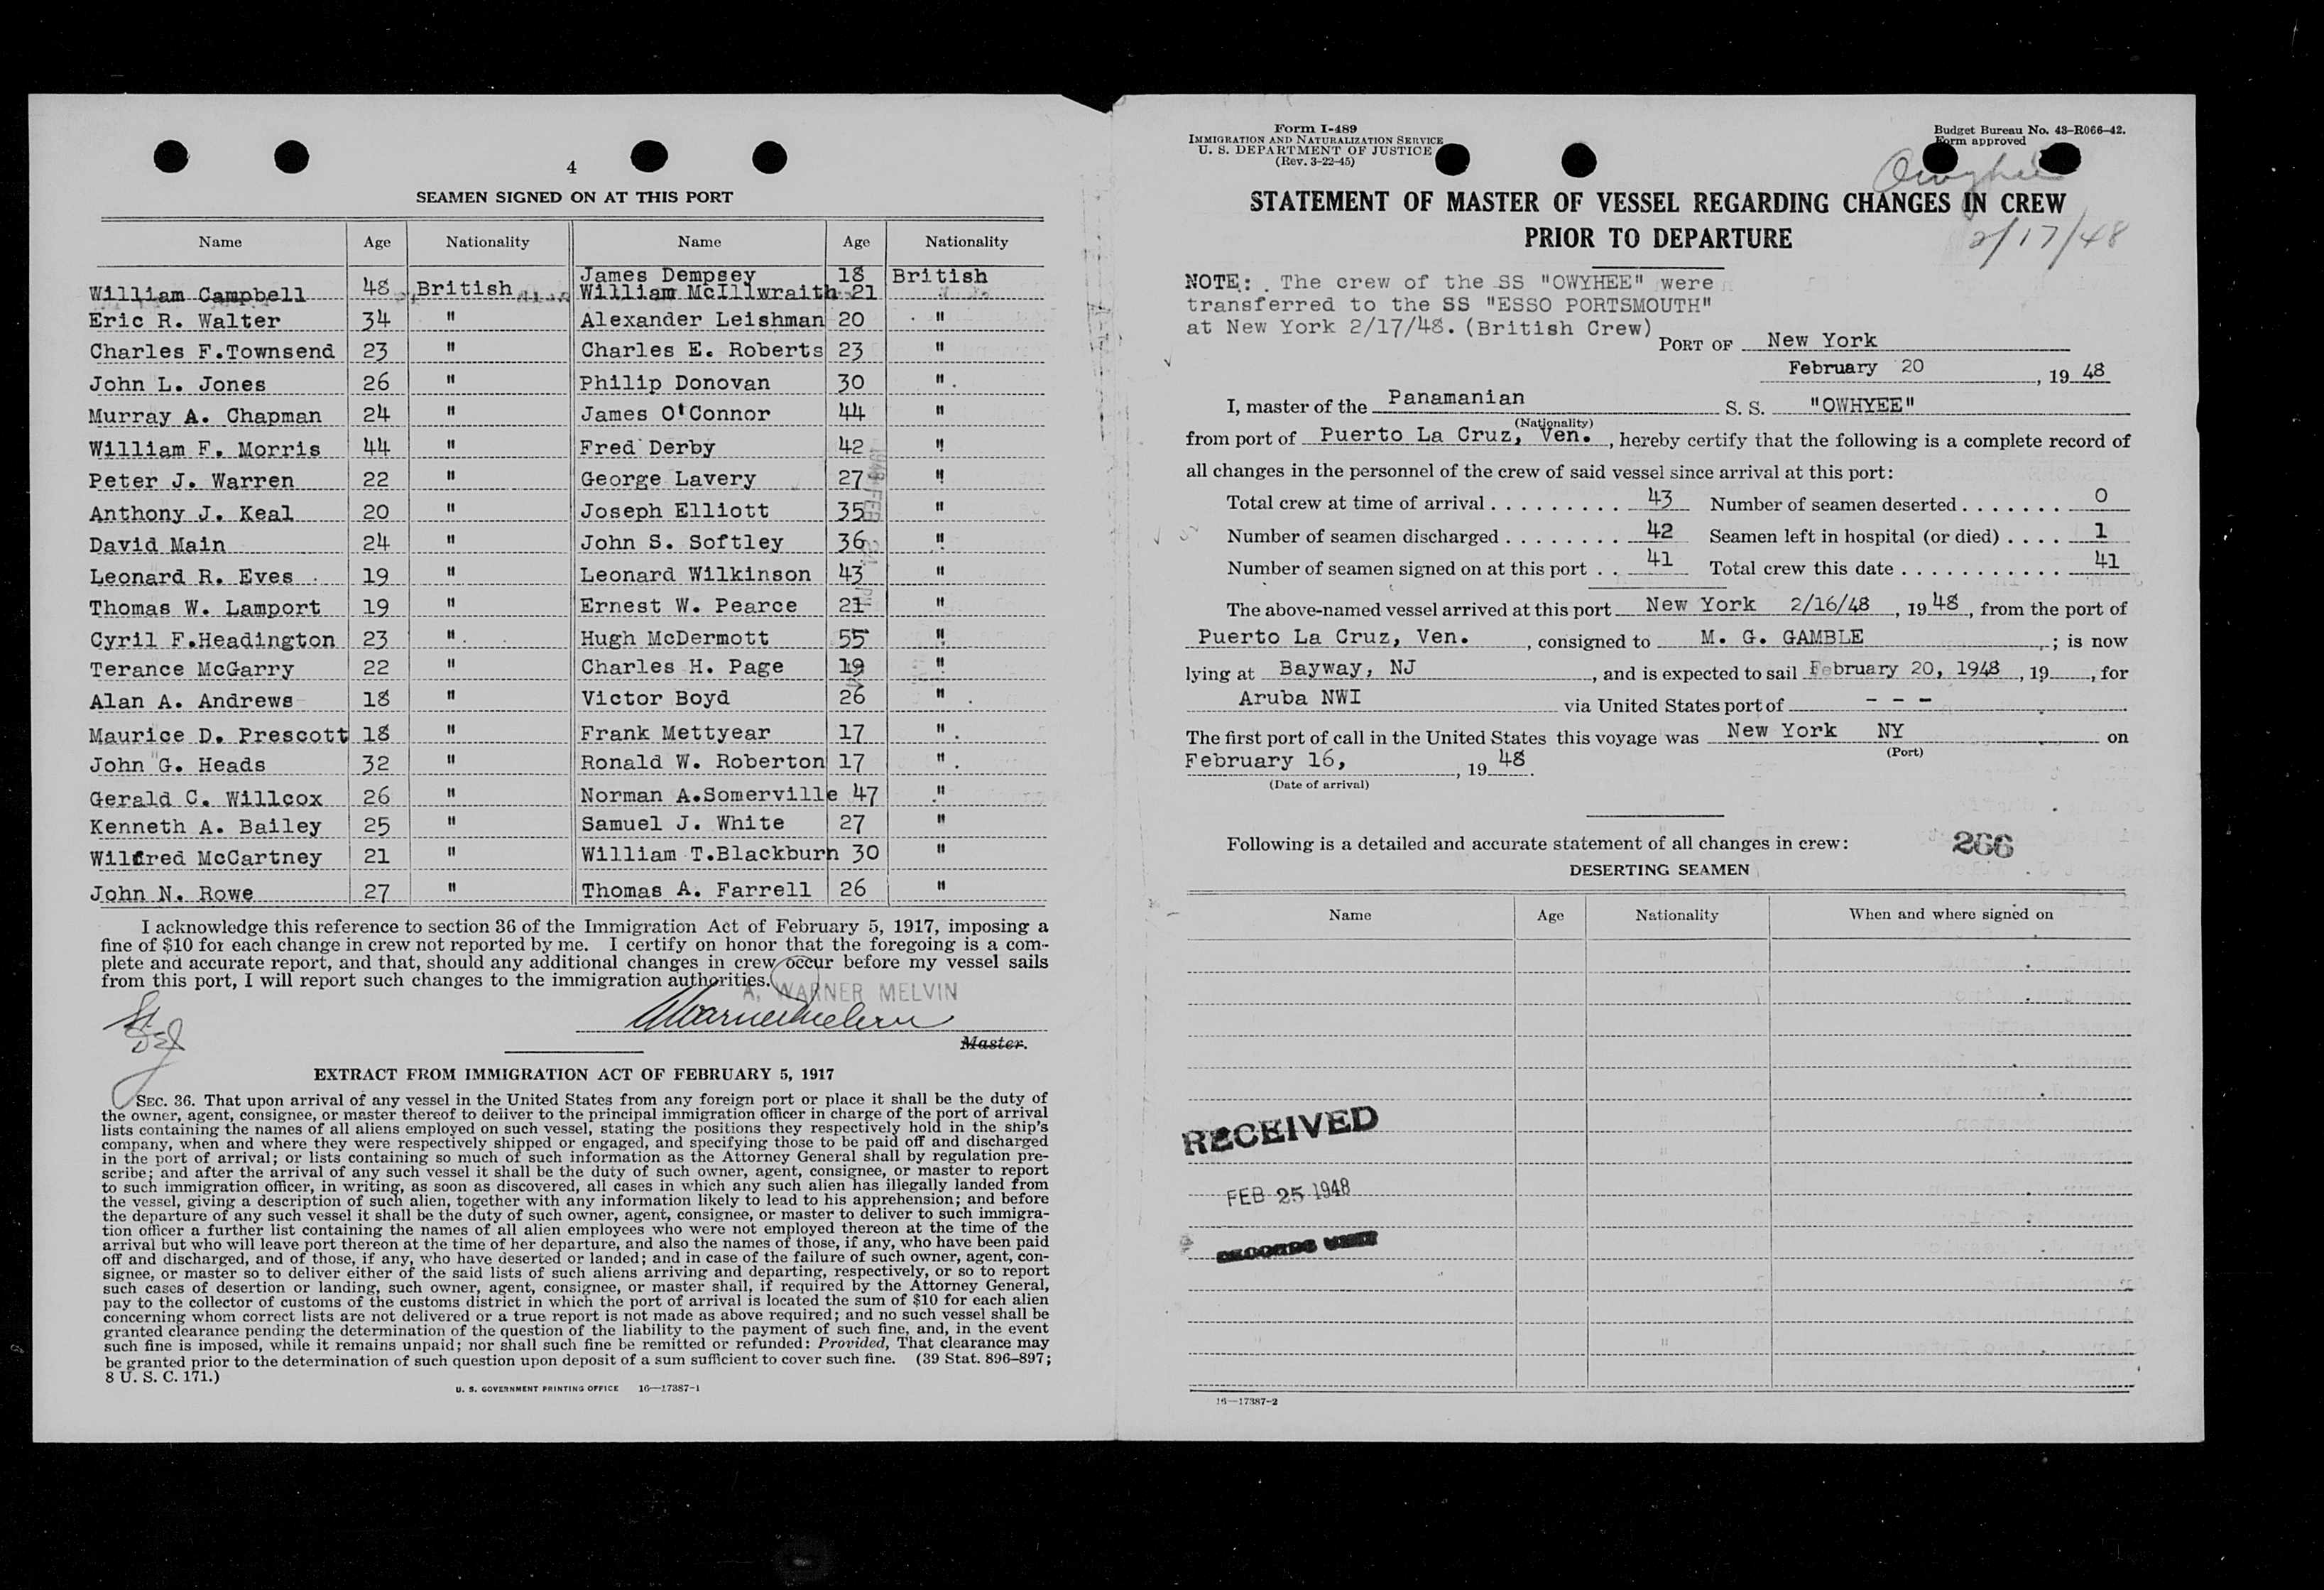 4
SEAMEN SIGNED ON AT THIS PORT
Name Age Nationality Name Age Nationality
James Dempsey 18 British
William Campbell 48 British William McIllwraith 21
Eric R. Walter 34 " Alexander Leishman 20 "
Charles F.Townsend 23 " Charles E. Roberts 23 "
John L. Jones 26 " Philip Donovan 30 "
Murray A. Chapman 24 " James O'Connor 44 "
William F. Morris 44 " Fred Derby 42 "
Peter J. Warren 22 " George Lavery 27 "
Anthony J. Keal 20 " Joseph Elliott 35 "
David Main 24 " John S. Softley 36 "
Leonard R. Eves 19 " Leonard Wilkinson 43 "
Thomas W. Lamport 19 " Ernest W. Pearce 21 "
Cyril F.Headington 23 " Hugh McDermott 55 "
Terance McGarry 22 " Charles H. Page 19 "
Alan A. Andrews 18 " Victor Boyd 26 "
Maurice D. Prescott 18 " Frank Mettyear 17 "
John G. Heads 32 " Ronald W. Roberton 17 "
Gerald C. Willcox 26 " Norman A.Somerville 47 "
Kenneth A. Bailey 25 " Samuel J. White 27 "
Wilfred McCartney 21 " William T.Blackburn 30 "
John N. Rowe 27 " Thomas A. Farrell 26 "
I acknowledge this reference to section 36 of the Immigration Act of February 5, 1917, imposing a
fine of $10 for each change in crew not reported by me. I certify on honor that the foregoing is a com-
plete and accurate report, and that, should any additional changes in crew occur before my vessel sails
from this port, I will report such changes to the immigration authorities.
A. WARNER MELVIN
Master.
EXTRACT FROM IMMIGRATION ACT OF FEBRUARY 5, 1917
SEC. 36. That upon arrival of any vessel in the United States from any foreign port or place it shall be the duty of
the owner, agent, consignee, or master thereof to deliver to the principal immigration officer in charge of the port of arrival
lists containing the names of all aliens employed on such vessel, stating the positions they respectively hold in the ship's
company, when and where they were respectively shipped or engaged, and specifying those to be paid off and discharged
in the port of arrival; or lists containing so much of such information as the Attorney General shall by regulation pre-
scribe; and after the arrival of any such vessel it shall be the duty of such owner, agent, consignee, or master to report
to such immigration officer, in writing, as soon as discovered, all cases in which any such alien has illegally landed from
the vessel, giving a description of such alien, together with any information likely to lead to his apprehension; and before
the departure of any such vessel it shall be the duty of such owner, agent, consignee, or master to deliver to such immigra-
tion officer a further list containing the names of all alien employees who were not employed thereon at the time of the
arrival but who will leave port thereon at the time of her departure, and also the names of those, if any, who have been paid
off and discharged, and of those, if any, who have deserted or landed; and in case of the failure of such owner, agent, con-
signee, or master so to deliver either of the said lists of such aliens arriving and departing, respectively, or so to report
such cases of desertion or landing, such owner, agent, consignee, or master shall, if required by the Attorney General,
pay to the collector of customs of the customs district in which the port of arrival is located the sum of $10 for each alien
concerning whom correct lists are not delivered or a true report is not made as above required; and no such vessel shall be
granted clearance pending the determination of the question of the liability to the payment of such fine, and, in the event
such fine is imposed, while it remains unpaid; nor shall such fine be remitted or refunded: Provided, That clearance may
be granted prior to the determination of such question upon deposit of a sum sufficient to cover such fine. (39 Stat. 896–897;
8 U. S. C. 171.)
U. S. GOVERNMENT PRINTING OFFICE 16—17387-1
Form I-489
IMMIGRATION AND NATURALIZATION SERVICE
U. S. DEPARTMENT OF JUSTICE
(Rev. 3-22-45)
Budget Bureau No. 43–R066–42.
Form approved
Owyhee
STATEMENT OF MASTER OF VESSEL REGARDING CHANGES IN CREW
PRIOR TO DEPARTURE
2/17/48
NOTE: The crew of the SS "OWYHEE" were
transferred to the SS "ESSO PORTSMOUTH"
at New York 2/17/48. (British Crew)
PORT OF New York
February 20, 1948
I, master of the Panamanian S. S. "OWHYEE"
(Nationality)
from port of Puerto La Cruz, Ven., hereby certify that the following is a complete record of
all changes in the personnel of the crew of said vessel since arrival at this port:
Total crew at time of arrival . . . . . . . . . 43 Number of seamen deserted . . . . . . . 0
Number of seamen discharged . . . . . . . . 42 Seamen left in hospital (or died) . . . . 1
Number of seamen signed on at this port . . 41 Total crew this date . . . . . . . . . . . 41
The above-named vessel arrived at this port New York 2/16/48, 1948, from the port of
Puerto La Cruz, Ven., consigned to M. G. GAMBLE; is now
lying at Bayway, NJ, and is expected to sail February 20, 1948, 19, for
Aruba NWI via United States port of - - -
The first port of call in the United States this voyage was New York NY on
(Port)
February 16, , 19 48.
(Date of arrival)
Following is a detailed and accurate statement of all changes in crew: 266
DESERTING SEAMEN
Name Age Nationality When and where signed on
RECEIVED
FEB 25 1948
RECORDS UNIT
16—17387-2